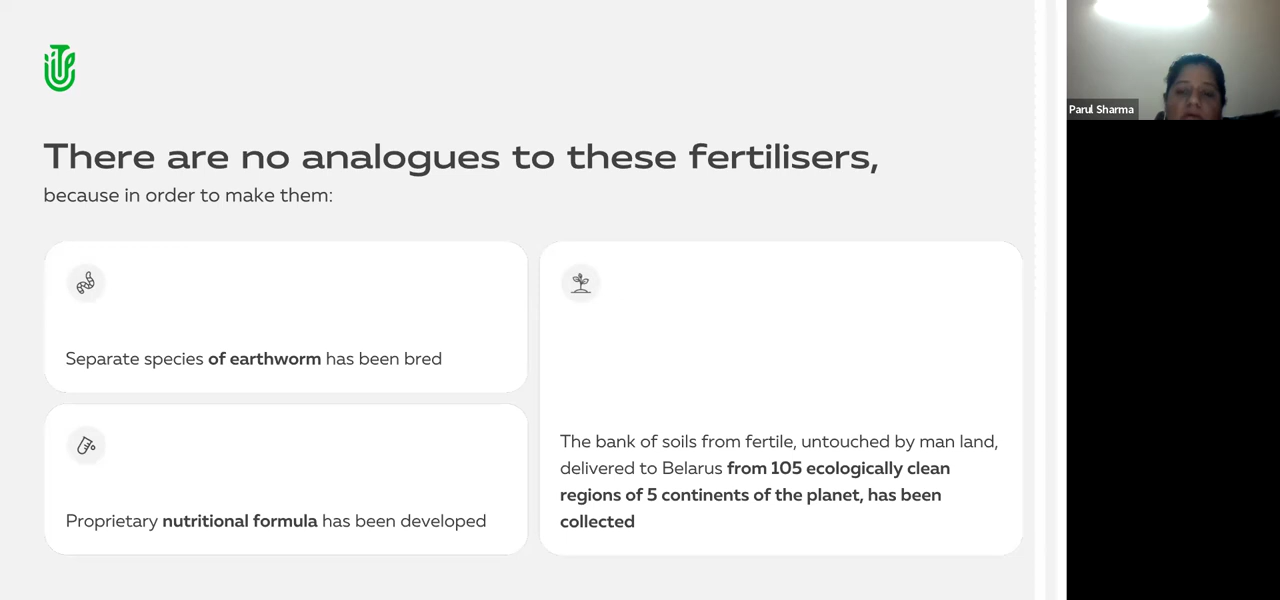 There are no analogues to these fertilisers,
because in order to make them:
Separate species of earthworm has been bred
Proprietary nutritional formula has been developed
The bank of soils from fertile, untouched by man land,
delivered to Belarus from 105 ecologically clean
regions of 5 continents of the planet, has been
collected
Parul Sharma